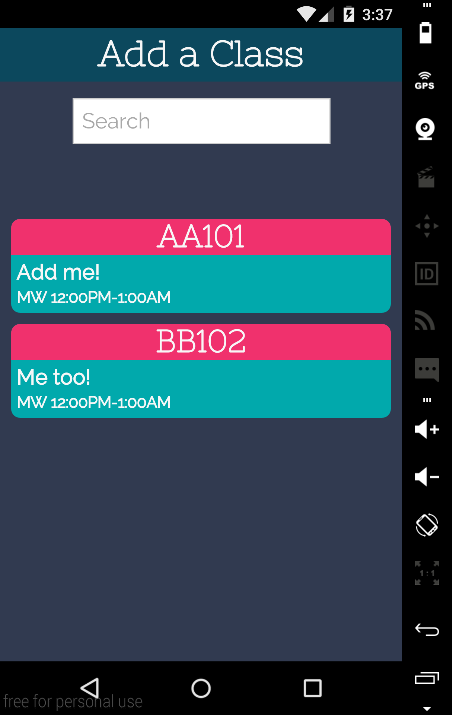 3:37
Add a Class
GPS
Search
AA101
Add me!
MW 12:00PM-1:00AM
ID
BB102
Me too!
MW 12:00PM-1:00AM
1:1
free for personal use